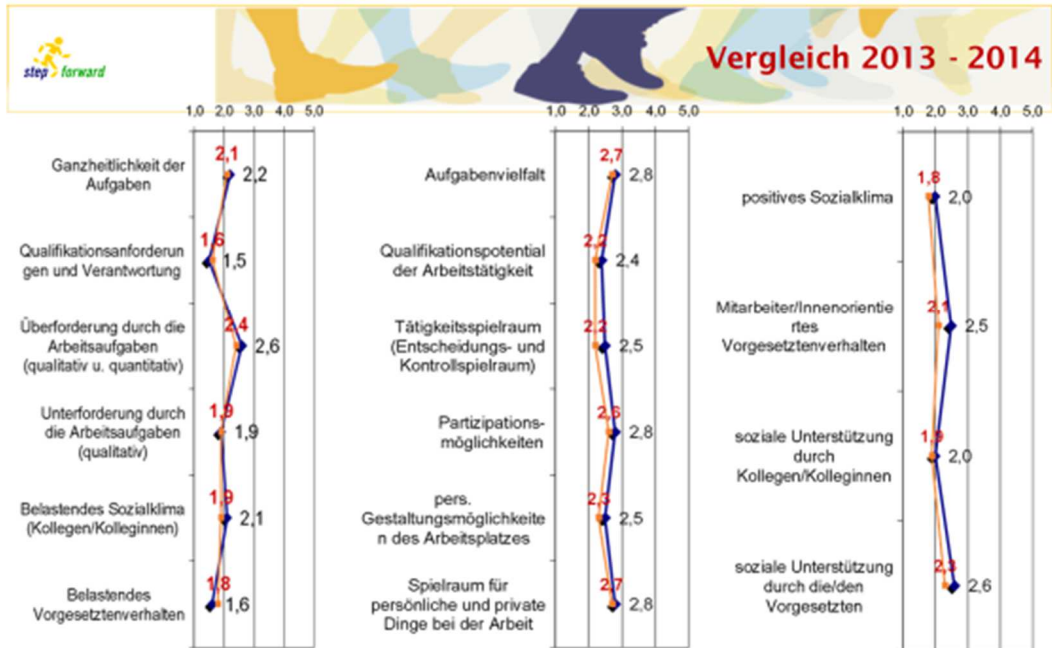 step forward
Vergleich 2013 - 2014
1,0 2,0 3,0 4,0 5,0
2,1
Ganzheitlichkeit der
Aufgaben
2,2
1,6
Qualifikationsanforderun
gen und Verantwortung
1,5
2,4
Überforderung durch die
Arbeitsaufgaben
(qualitativ u. quantitativ)
2,6
1,9
Unterforderung durch
die Arbeitsaufgaben
(qualitativ)
1,9
1,9
Belastendes Sozialklima
(Kollegen/Kolleginnen)
2,1
1,8
Belastendes
Vorgesetztenverhalten
1,6
1,0 2,0 3,0 4,0 5,0
2,7
Aufgabenvielfalt
2,8
2,2
Qualifikationspotential
der Arbeitstätigkeit
2,4
2,2
Tätigkeitsspielraum
(Entscheidungs- und
Kontrollspielraum)
2,5
2,6
Partizipations-
möglichkeiten
2,8
2,3
pers.
Gestaltungsmöglichkeite
n des Arbeitsplatzes
2,5
2,7
Spielraum für
persönliche und private
Dinge bei der Arbeit
2,8
1,0 2,0 3,0 4,0 5,0
1,8
positives Sozialklima
2,0
2,1
Mitarbeiter/Innenorientie
rtes
Vorgesetztenverhalten
2,5
1,9
soziale Unterstützung
durch
Kollegen/Kolleginnen
2,0
2,3
soziale Unterstützung
durch die/den
Vorgesetzten
2,6